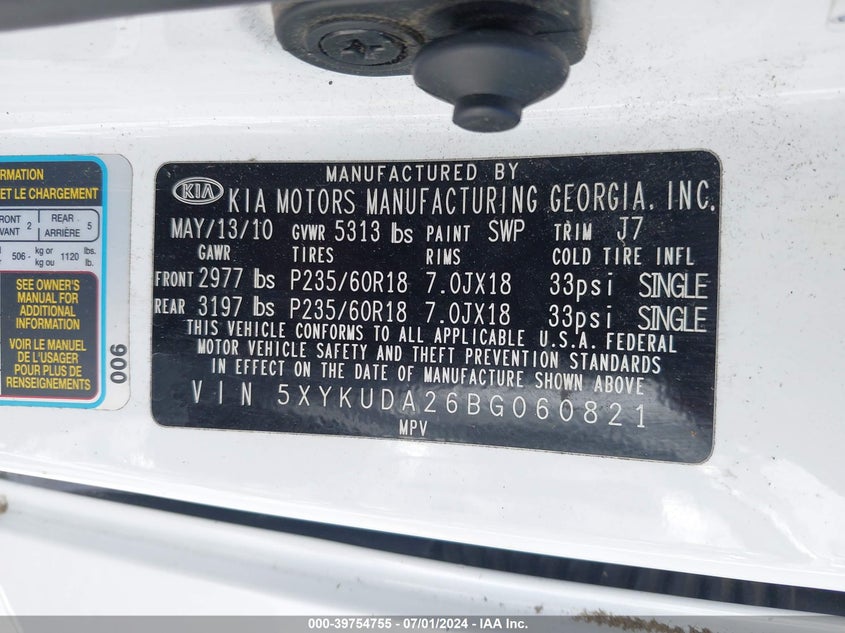 RMATION
ET LE CHARGEMENT
FRONT 2 REAR 5
VANT ARRIÈRE
506 kg or 1120 lbs.
kg ou lb.
SEE OWNER'S
MANUAL FOR
ADDITIONAL
INFORMATION
VOIR LE MANUEL
DE L'USAGER
POUR PLUS DE
RENSEIGNEMENTS
006
MANUFACTURED BY
KIA KIA MOTORS MANUFACTURING GEORGIA, INC.
MAY/13/10 GVWR 5313 lbs PAINT SWP TRIM J7
GAWR TIRES RIMS COLD TIRE INFL
FRONT 2977 lbs P235/60R18 7.0JX18 33psi SINGLE
REAR 3197 lbs P235/60R18 7.0JX18 33psi SINGLE
THIS VEHICLE CONFORMS TO ALL APPLICABLE U.S.A. FEDERAL
MOTOR VEHICLE SAFETY AND THEFT PREVENTION STANDARDS
IN EFFECT ON THE DATE OF MANUFACTURE SHOWN ABOVE
VIN 5XYKUDA26BG060821
MPV
000-39754755 - 07/01/2024 - IAA Inc.